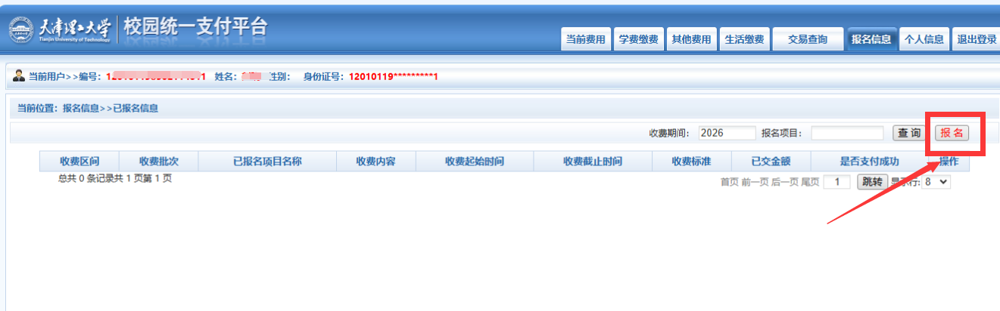 天津理工大学 校园统一支付平台
Tianjin University of Technology
当前费用 学费缴费 其他费用 生活缴费 交易查询 报名信息 个人信息 退出登录
当前用户>>编号： 姓名： 性别： 身份证号：12010119*********1
当前位置：报名信息>>已报名信息
收费期间： 2026 报名项目： 查 询 报 名
收费区间 收费批次 已报名项目名称 收费内容 收费起始时间 收费截止时间 收费标准 已交金额 是否支付成功 操作
总共 0 条记录共 1 页第 1 页
首页 前一页 后一页 尾页 1 跳转 显示行: 8